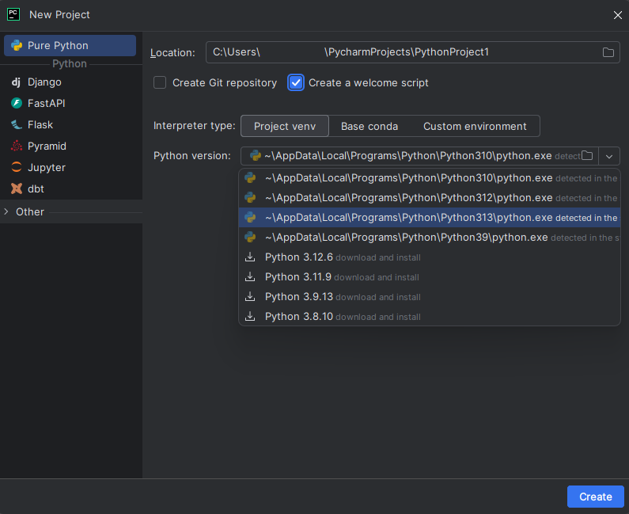 PC New Project
Pure Python
Python
dj Django
FastAPI
Flask
Pyramid
Jupyter
dbt
Other
Location: C:\Users\ \PycharmProjects\PythonProject1
Create Git repository Create a welcome script
Interpreter type: Project venv Base conda Custom environment
Python version: ~\AppData\Local\Programs\Python\Python310\python.exe detect
~\AppData\Local\Programs\Python\Python310\python.exe detected in the
~\AppData\Local\Programs\Python\Python312\python.exe detected in the
~\AppData\Local\Programs\Python\Python313\python.exe detected in the
~\AppData\Local\Programs\Python\Python39\python.exe detected in the s
Python 3.12.6 download and install
Python 3.11.9 download and install
Python 3.9.13 download and install
Python 3.8.10 download and install
Create